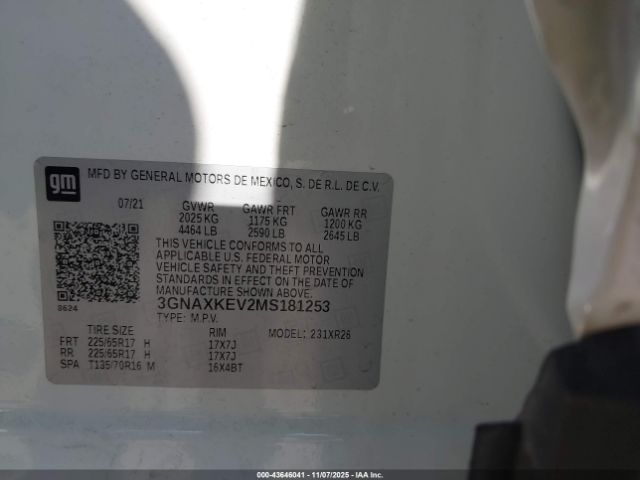 gm
MFD BY GENERAL MOTORS DE MEXICO, S. DE R.L. DE C.V.
07/21 GVWR GAWR FRT GAWR RR
2025 KG 1175 KG 1200 KG
4464 LB 2590 LB 2645 LB
THIS VEHICLE CONFORMS TO ALL
APPLICABLE U.S. FEDERAL MOTOR
VEHICLE SAFETY AND THEFT PREVENTION
STANDARDS IN EFFECT ON THE DATE OF
MANUFACTURE SHOWN ABOVE.
8624
3GNAXKEV2MS181253
TYPE: M.P.V. MODEL: 231XR26
TIRE SIZE RIM
FRT 225/65R17 H 17X7J
RR 225/65R17 H 17X7J
SPA T135/70R16 M 16X4BT
000-43646041 - 11/07/2025 - IAAI, Inc.